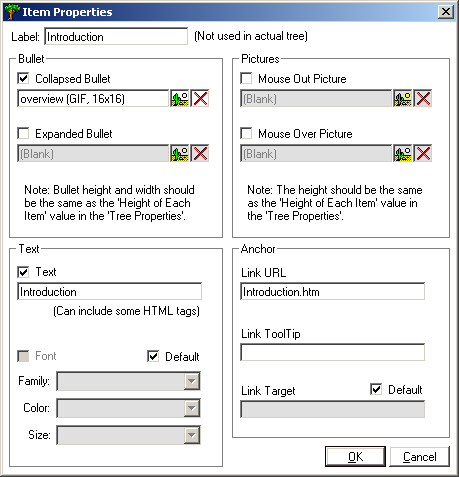 Item Properties
Label: Introduction (Not used in actual tree)
Bullet
Collapsed Bullet
overview (GIF, 16x16)
Expanded Bullet
(Blank)
Note: Bullet height and width should
be the same as the 'Height of Each
Item' value in the 'Tree Properties'.
Pictures
Mouse Out Picture
(Blank)
Mouse Over Picture
(Blank)
Note: The height should be the same
as the 'Height of Each Item' value in
the 'Tree Properties'.
Text
Text
Introduction
(Can include some HTML tags)
Font Default
Family:
Color:
Size:
Anchor
Link URL
Introduction.htm
Link ToolTip
Link Target Default
OK Cancel